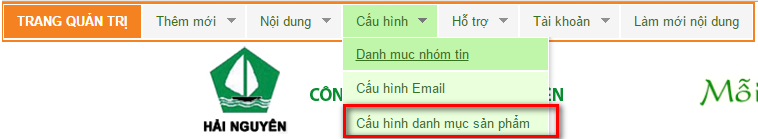 TRANG QUẢN TRỊ Thêm mới Nội dung Cấu hình Hỗ trợ Tài khoản Làm mới nội dung
Danh mục nhóm tin
Cấu hình Email
CÔN
ÊN
Mỗi
Cấu hình danh mục sản phẩm
HẢI NGUYÊN